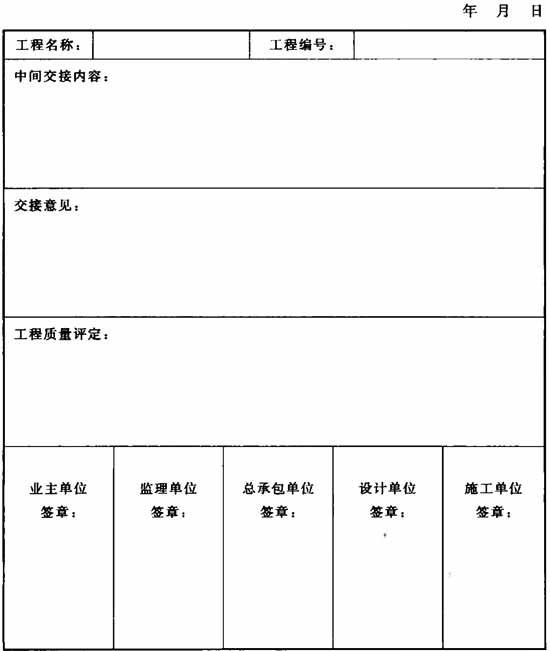 年 月 日
工程名称： 工程编号：
中间交接内容：
交接意见：
工程质量评定：
业主单位 监理单位 总承包单位 设计单位 施工单位
签章： 签章： 签章： 签章： 签章：